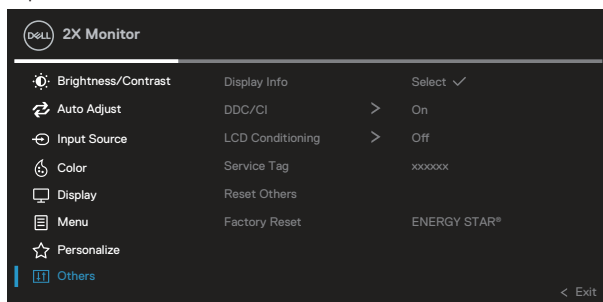 DELL 2X Monitor
Brightness/Contrast Display Info Select ✓
Auto Adjust DDC/CI > On
Input Source LCD Conditioning > Off
Color Service Tag xxxxxx
Display Reset Others
Menu Factory Reset ENERGY STAR®
Personalize
Others
< Exit